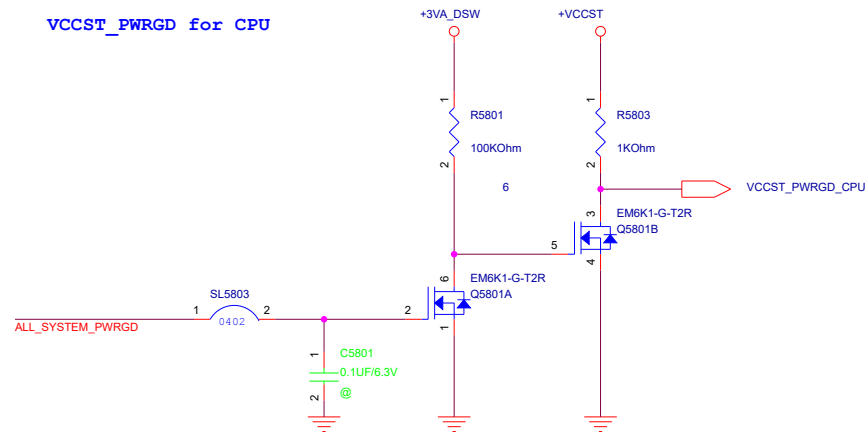 VCCST_PWRGD for CPU
+3VA_DSW
+VCCST
1
1
R5801
R5803
100KOhm
1KOhm
2
2
6
VCCST_PWRGD_CPU
3
EM6K1-G-T2R
Q5801B
5
4
6
EM6K1-G-T2R
Q5801A
SL5803
1
2
2
0402
1
ALL_SYSTEM_PWRGD
1
C5801
0.1UF/6.3V
2
@